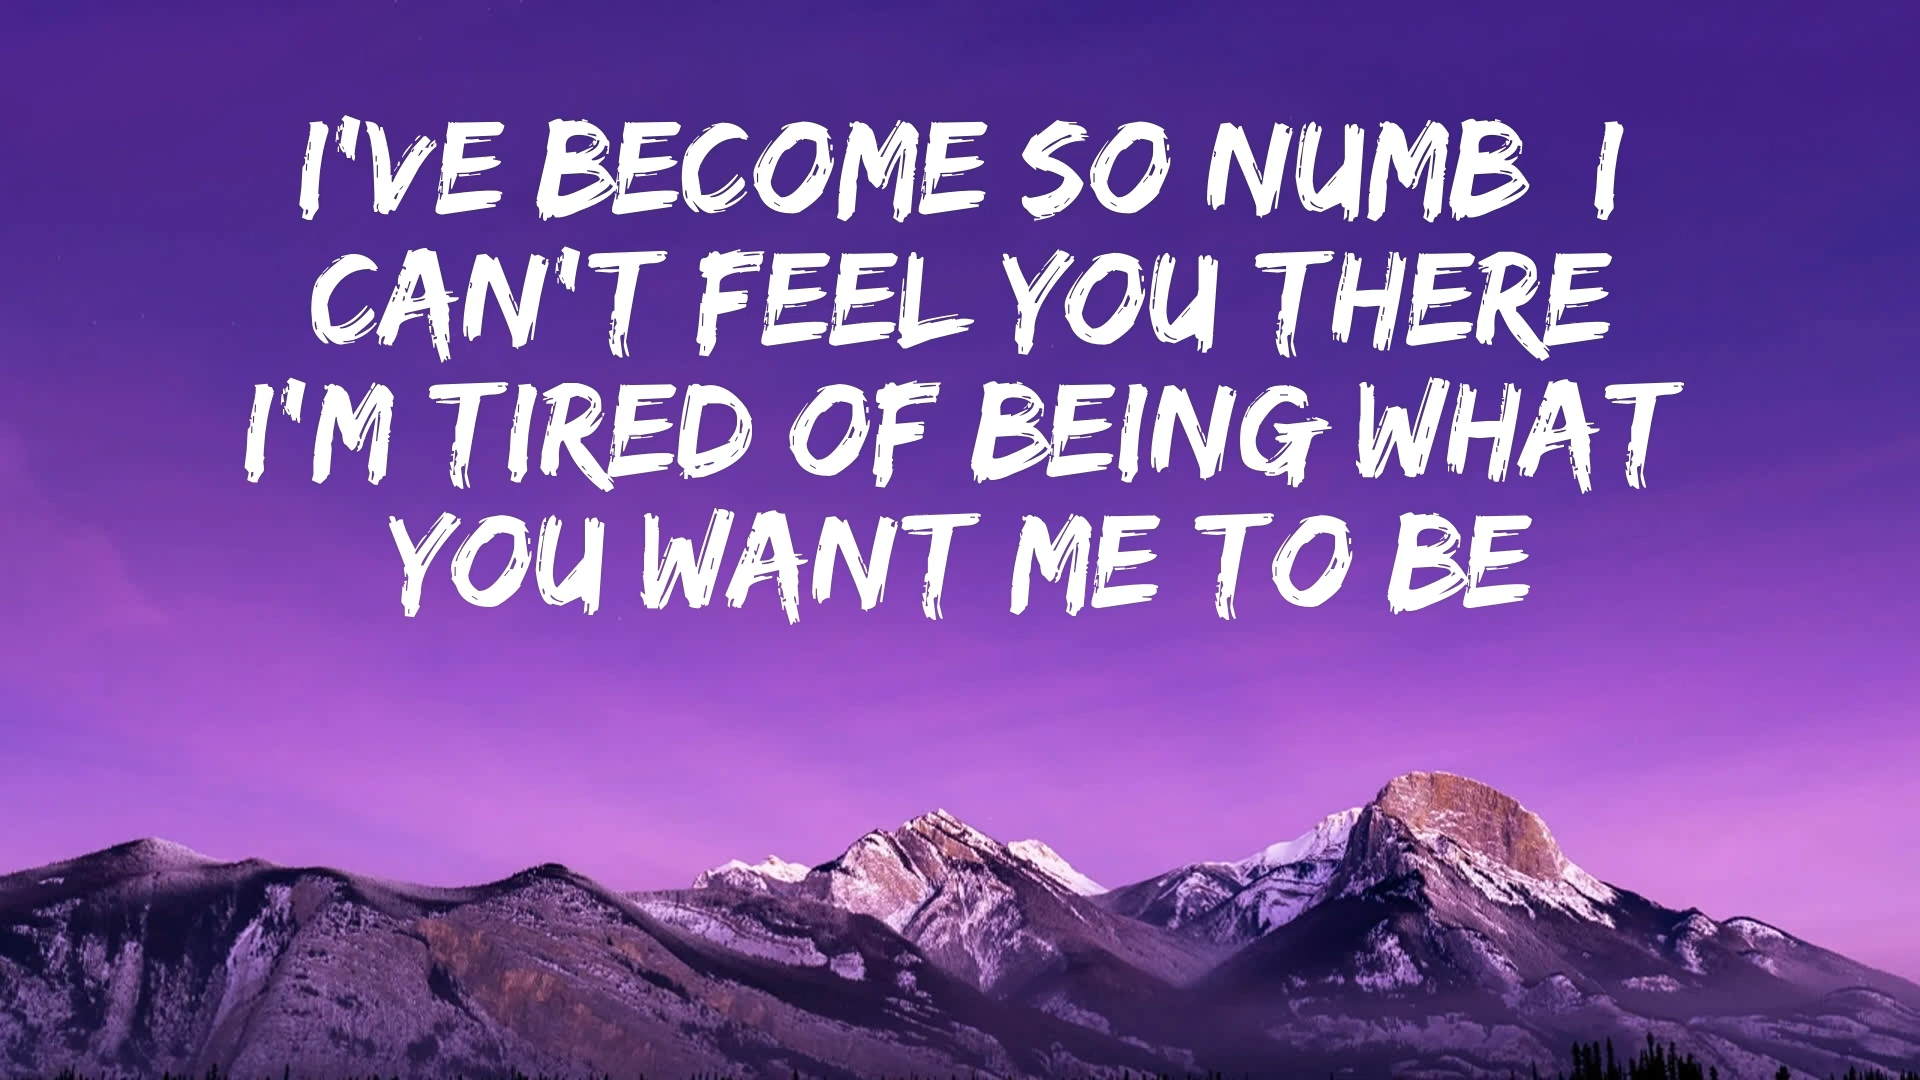 I'VE BECOME SO NUMB I
CAN'T FEEL YOU THERE
I'M TIRED OF BEING WHAT
YOU WANT ME TO BE